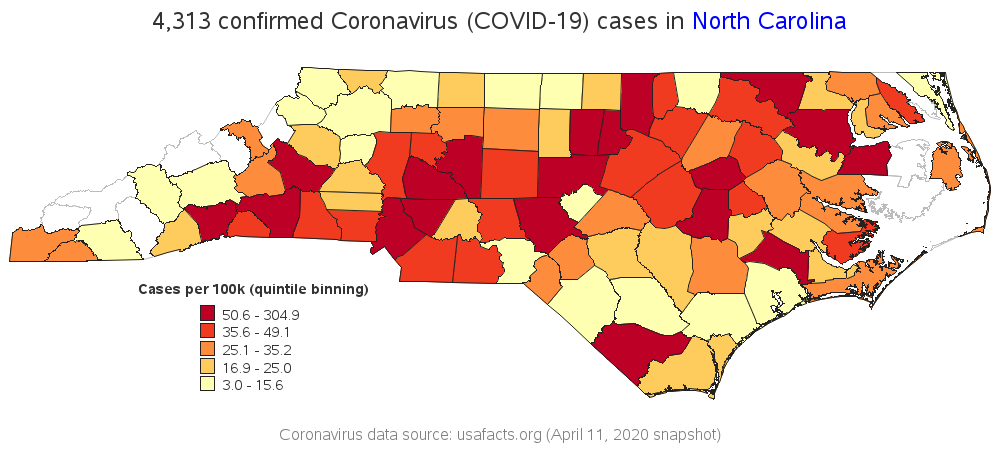 4,313 confirmed Coronavirus (COVID-19) cases in North Carolina
Cases per 100k (quintile binning)
50.6 - 304.9
35.6 - 49.1
25.1 - 35.2
16.9 - 25.0
3.0 - 15.6
Coronavirus data source: usafacts.org (April 11, 2020 snapshot)